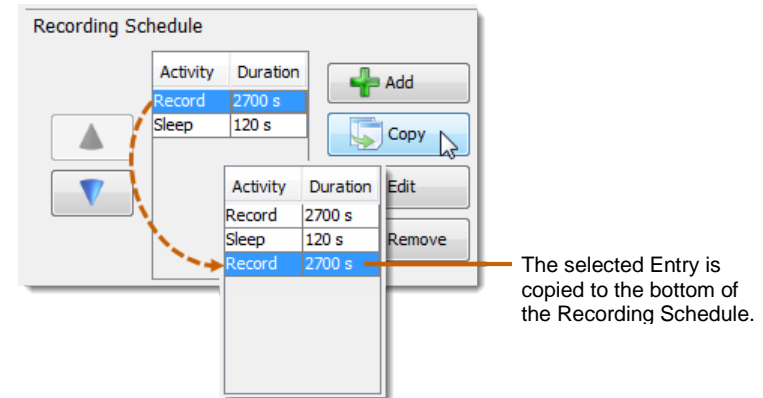 Recording Schedule
Activity Duration
Record 2700 s
Sleep 120 s
Add
Copy
Edit
Remove
Activity Duration
Record 2700 s
Sleep 120 s
Record 2700 s
The selected Entry is
copied to the bottom of
the Recording Schedule.